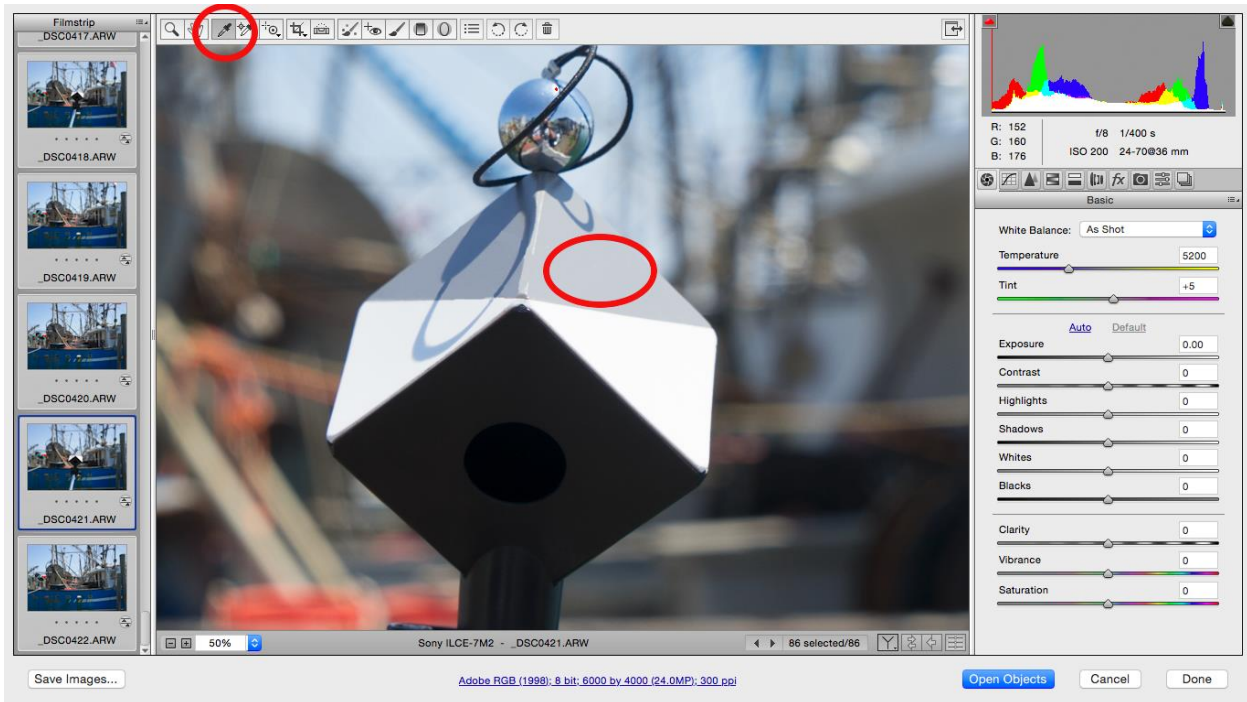 Filmstrip
_DSC0417.ARW
_DSC0418.ARW
_DSC0419.ARW
_DSC0420.ARW
_DSC0421.ARW
_DSC0422.ARW
50%
Sony ILCE-7M2 - _DSC0421.ARW
86 selected/86
R: 152
G: 160
B: 176
f/8 1/400 s
ISO 200 24-70@36 mm
fx
Basic
White Balance: As Shot
Temperature 5200
Tint +5
Auto Default
Exposure 0.00
Contrast 0
Highlights 0
Shadows 0
Whites 0
Blacks 0
Clarity 0
Vibrance 0
Saturation 0
Save Images...
Adobe RGB (1998); 8 bit; 6000 by 4000 (24.0MP); 300 ppi
Open Objects Cancel Done